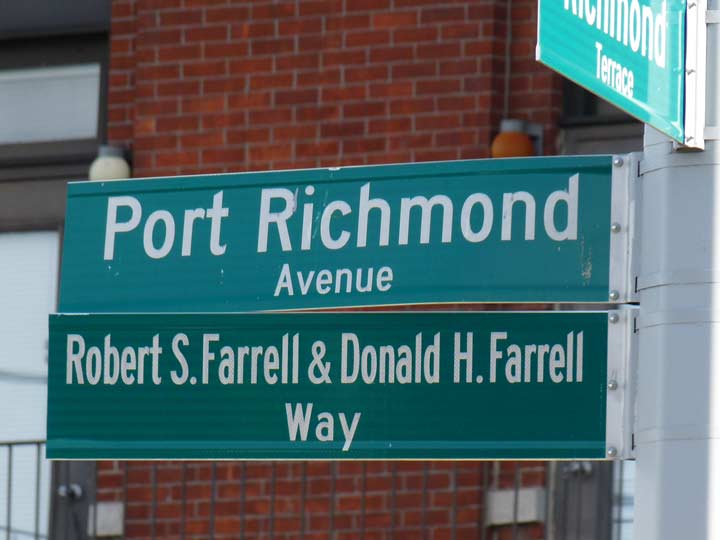 Richmond
Terrace
Port Richmond
Avenue
Robert S. Farrell & Donald H. Farrell
Way